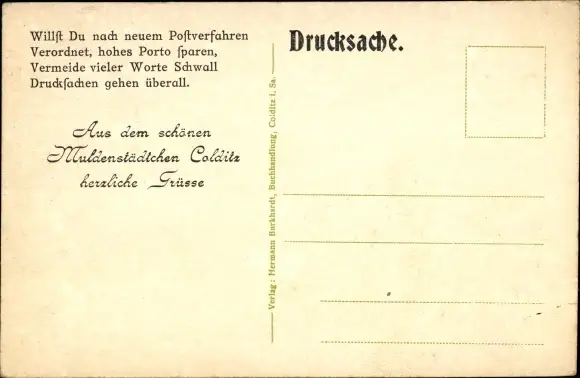 Willſt Du nach neuem Poſtverfahren
Verordnet, hohes Porto ſparen,
Vermeide vieler Worte Schwall
Druckſachen gehen überall.
Aus dem schönen
Muldenstädtchen Colditz
herzliche Grüsse
Verlag: Hermann Burkhardt, Buchhandlung, Colditz i. Sa.
Drucksache.